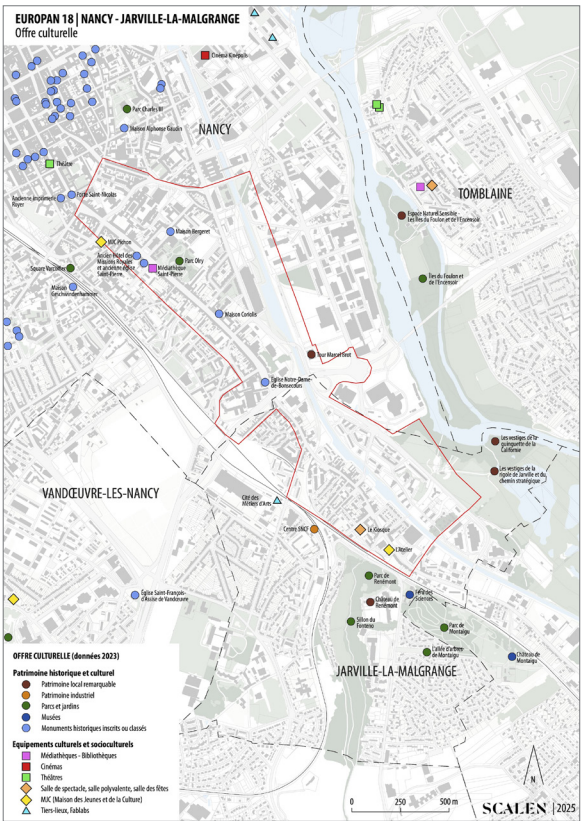 EUROPAN 18 | NANCY - JARVILLE-LA-MALGRANGE
Offre culturelle
Cinéma Kinépolis
Parc Charles III
Maison Alphonse Gaudin
NANCY
Théâtre
TOMBLAINE
Porte Saint-Nicolas
Ancienne imprimerie
Royer
Espace Naturel Sensible -
Les Îles du Foulon et de l'Encensoir
Maison Bergeret
MJC Pichon
Ancien Hôtel des
Missions Royales
et ancienne église
Saint-Pierre
Médiathèque
Saint-Pierre
Parc Olry
Square
Îles du Foulon et
de l'Encensoir
Maison
Geschwindenhammer
Maison Coriolis
Tour Marcel Brot
Église Notre-Dame-
de-Bonsecours
Les vestiges de la
guinguette de la
Californie
Les vestiges de la
rigole de Jarville et du
chemin stratégique
VANDŒUVRE-LES-NANCY
Cité des
Métiers d'Arts
Centre SNCF
Le Kiosque
L'Atelier
Parc de
Renémont
Féru des
Sciences
Église Saint-François-
d'Assise de Vandœuvre
Château de
Renémont
Sillon du
Fonteno
Parc de
Montaigu
L'allée d'arbres
de Montaigu
Château de
Montaigu
JARVILLE-LA-MALGRANGE
OFFRE CULTURELLE (données 2023)
Patrimoine historique et culturel
Patrimoine local remarquable
Patrimoine industriel
Parcs et jardins
Musées
Monuments historiques inscrits ou classés
Equipements culturels et socioculturels
Médiathèques - Bibliothèques
Cinémas
Théâtres
Salle de spectacle, salle polyvalente, salle des fêtes
MJC (Maison des Jeunes et de la Culture)
Tiers-lieux, Fablabs
N
0 250 500 m
SCALEN | 2025